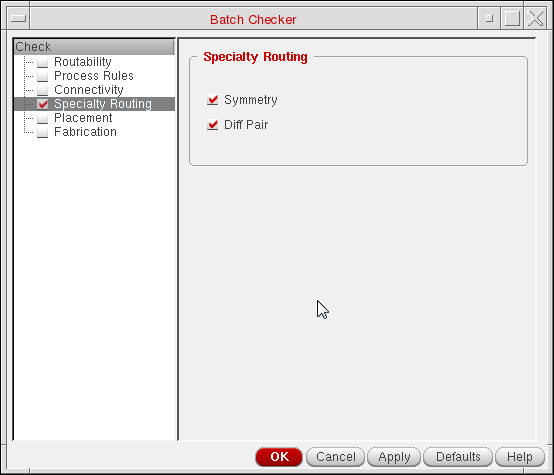 Batch Checker
Check
Routability
Process Rules
Connectivity
Specialty Routing
Placement
Fabrication
Specialty Routing
Symmetry
Diff Pair
OK Cancel Apply Defaults Help